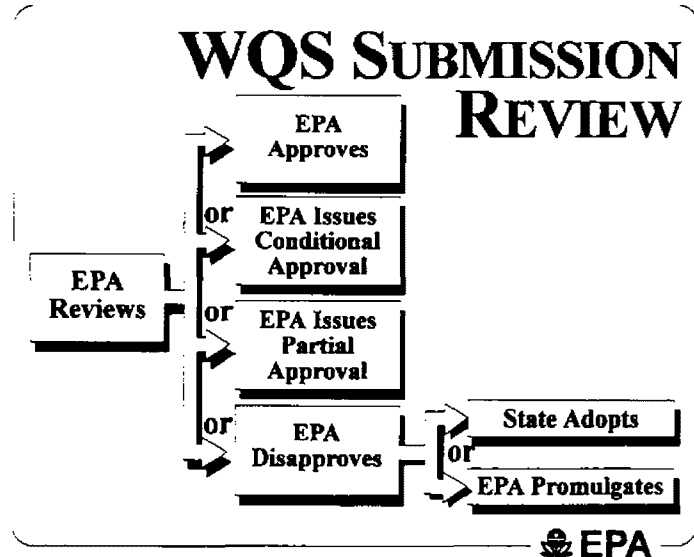 WQS SUBMISSION
REVIEW
EPA
Reviews
EPA
Approves
or
EPA Issues
Conditional
Approval
or
EPA Issues
Partial
Approval
or
EPA
Disapproves
State Adopts
or
EPA Promulgates
EPA